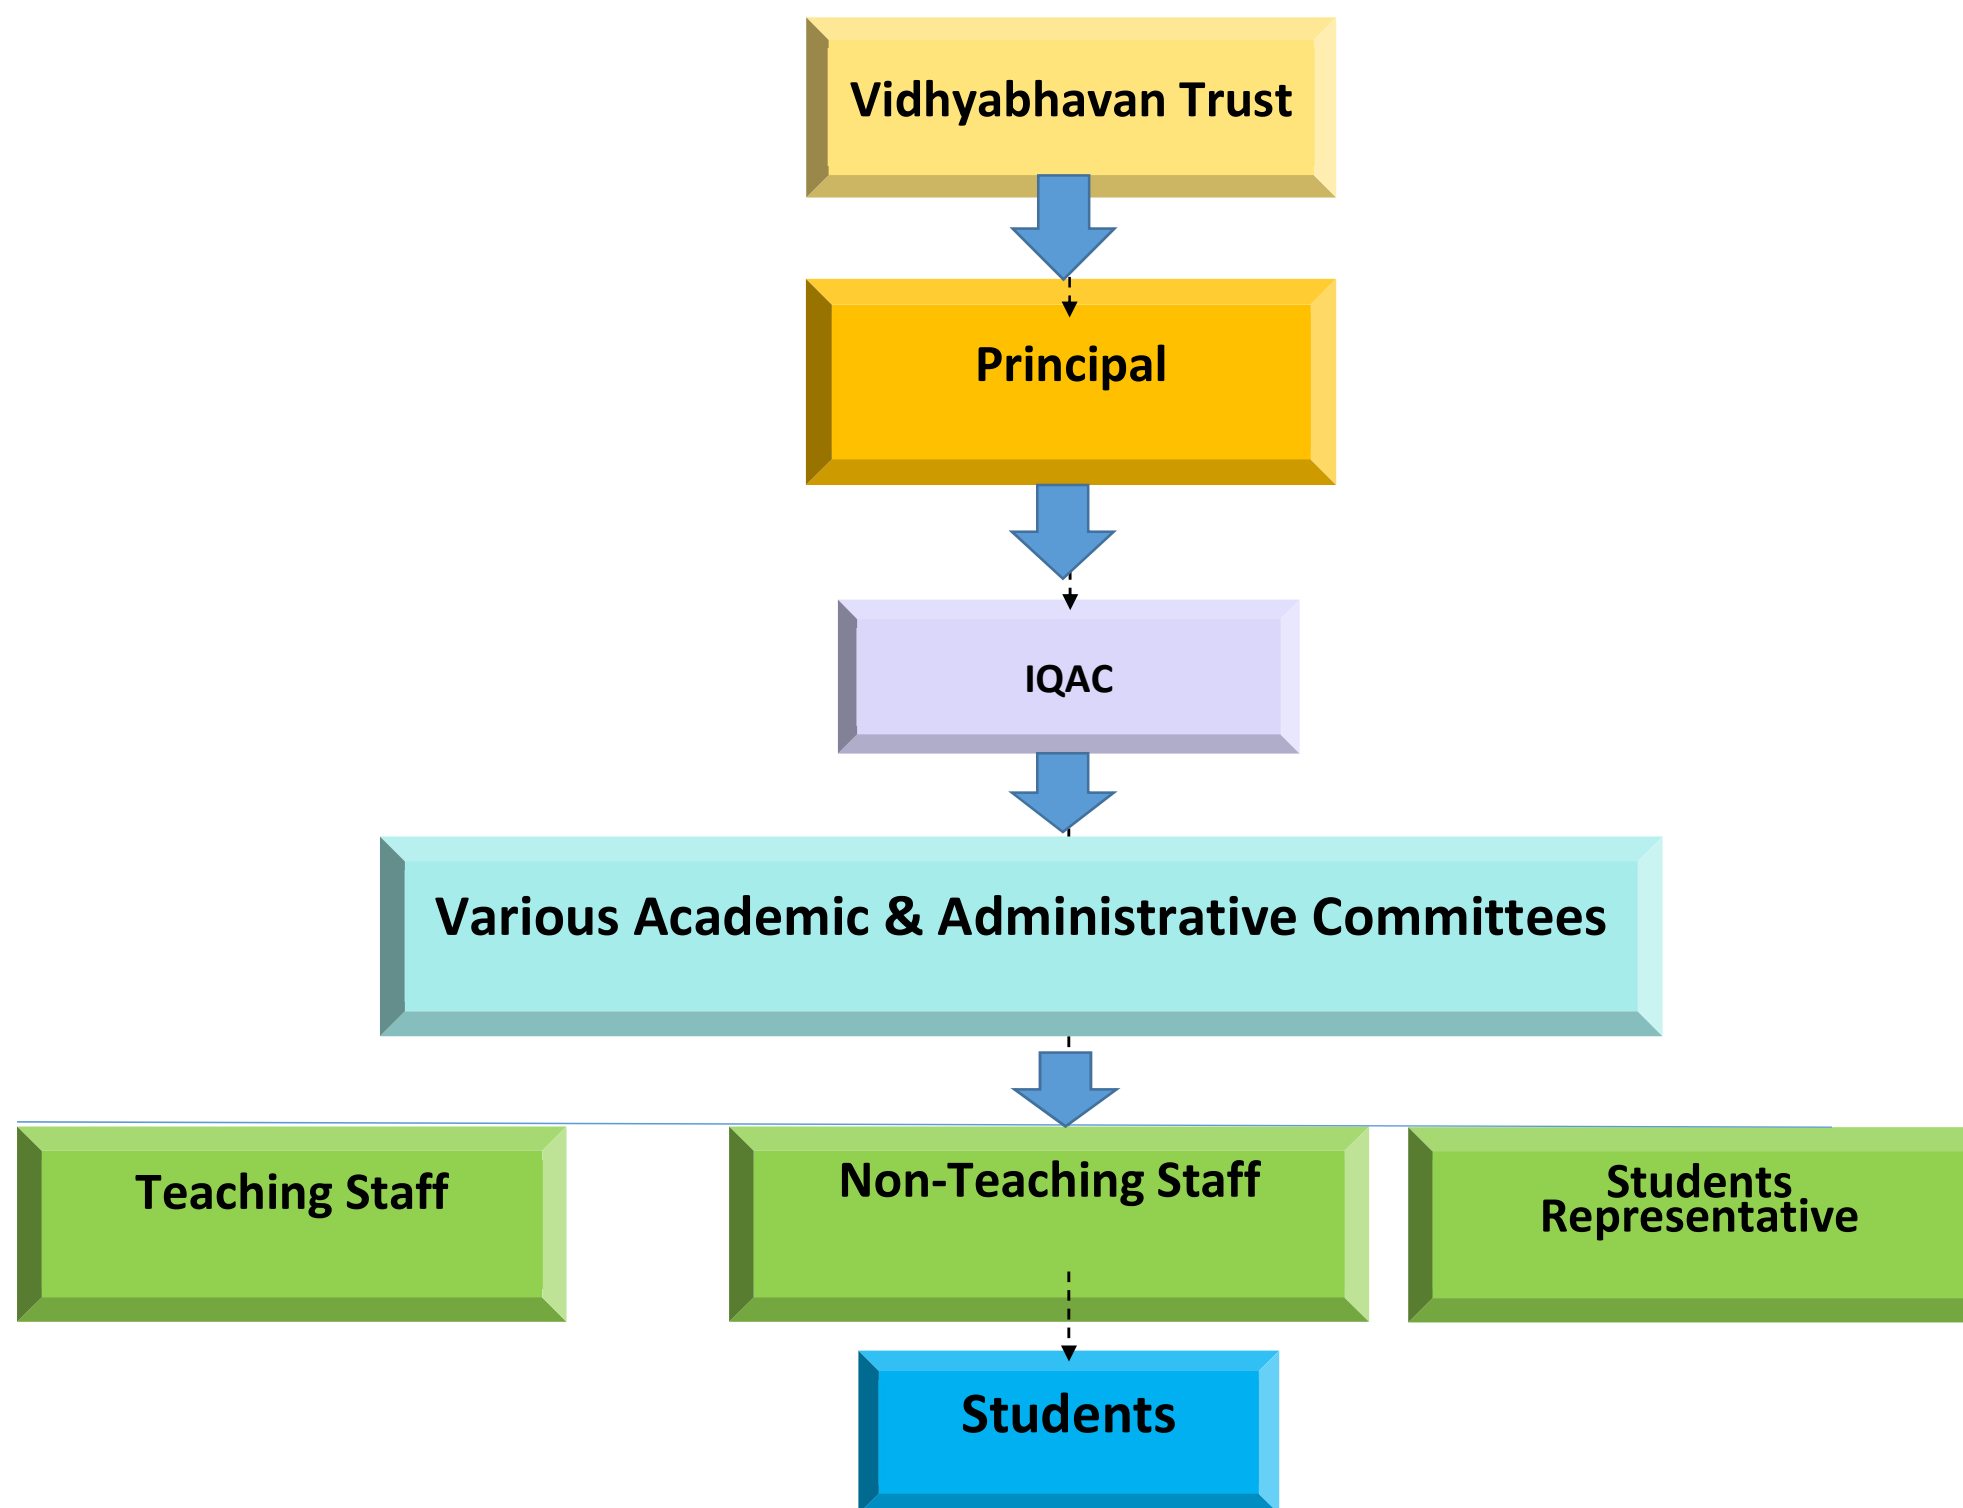 Vidhyabhavan Trust
Principal
IQAC
Various Academic & Administrative Committees
Teaching Staff
Non-Teaching Staff
Students
Representative
Students